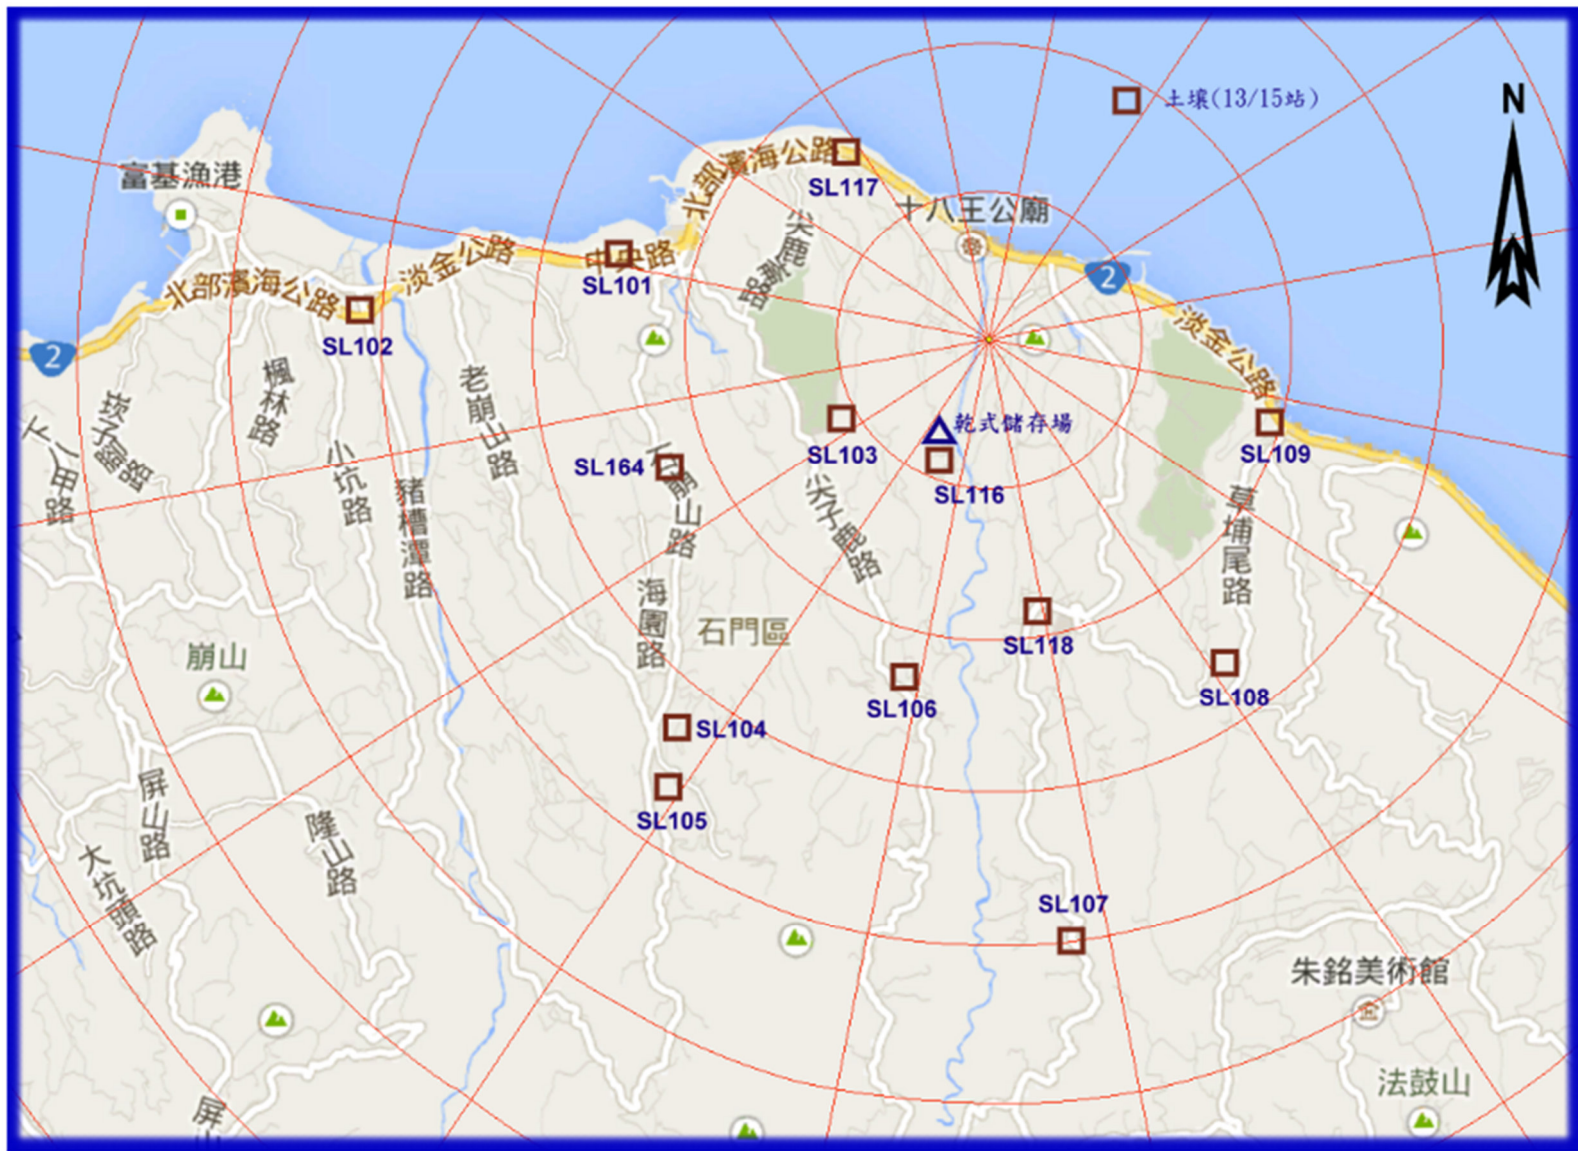 N
土壤(13/15站)
富基漁港
北部濱海公路
SL117
十八王公廟
尖鹿
淡金公路
中央路
SL101
2
北部濱海公路
SL102
淡金公路
2
楓林路
老崩山路
乾式儲存場
SL103
SL116
SL109
SL164
小坑路
豬槽潭路
崩山路
尖子鹿路
草埔尾路
海園路
石門區
SL118
崩山
SL106
SL108
SL104
屏山路
SL105
隆山路
大坑頭路
SL107
朱銘美術館
法鼓山
屏